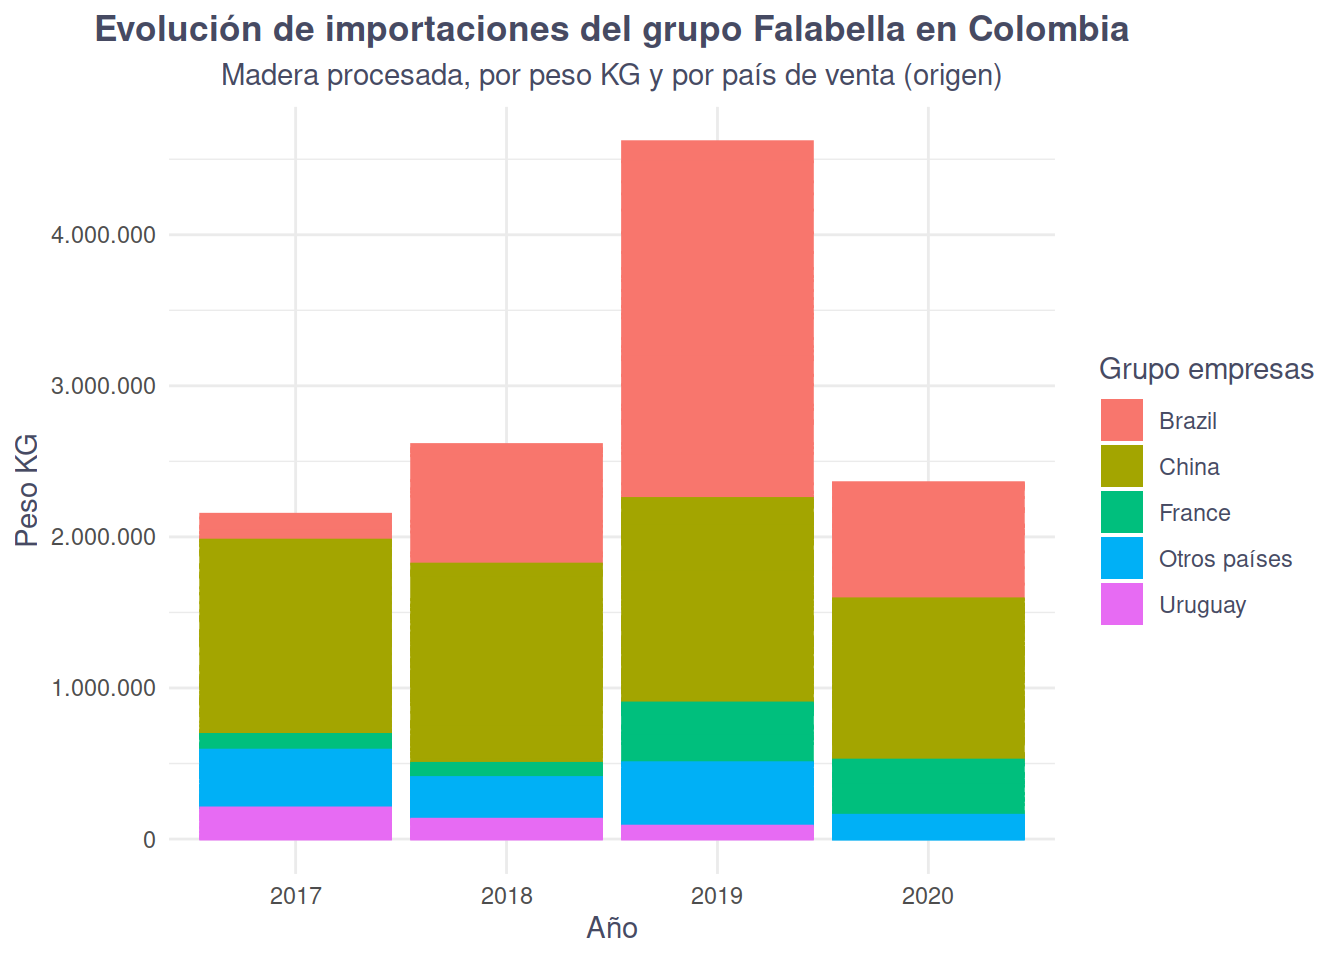 Evolución de importaciones del grupo Falabella en Colombia
Madera procesada, por peso KG y por país de venta (origen)
4.000.000
3.000.000
2.000.000
1.000.000
0
Peso KG
2017
2018
2019
2020
Año
Grupo empresas
Brazil
China
France
Otros países
Uruguay